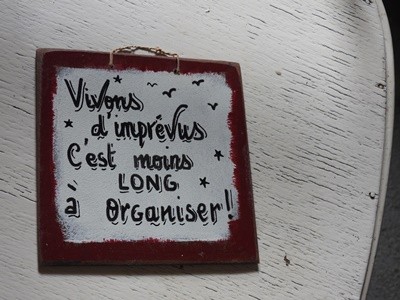 Vivons
d'imprévus
C'est moins
LONG
à organiser!